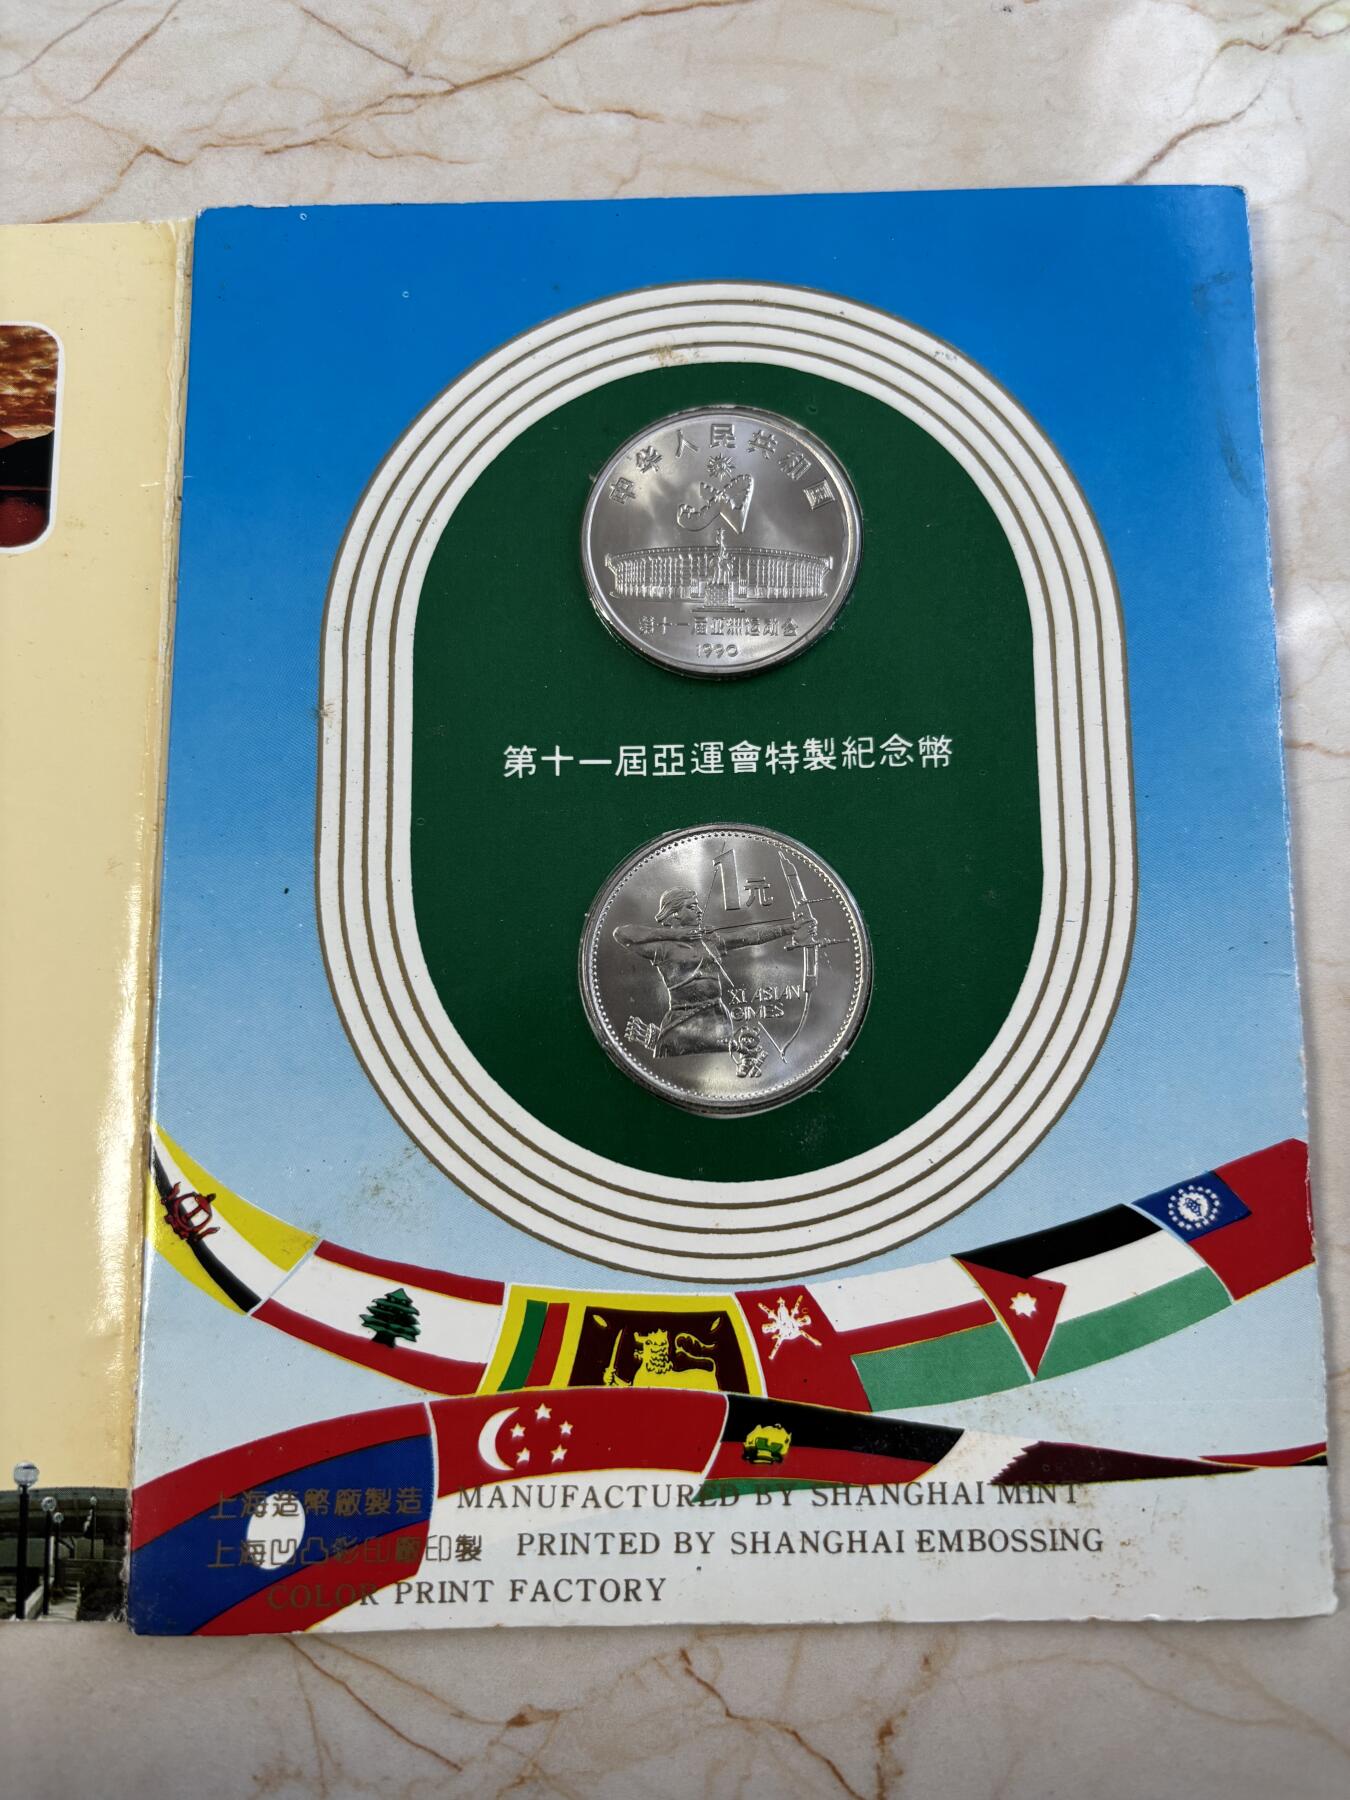 中华人民共和国
第十一届亚洲运动会
1990
第十一屆亞運會特製紀念幣
1元
XI ASIAN
GAMES
上海造幣廠製造 MANUFACTURED BY SHANGHAI MINT
上海凹凸彩印廠印製 PRINTED BY SHANGHAI EMBOSSING
COLOR PRINT FACTORY